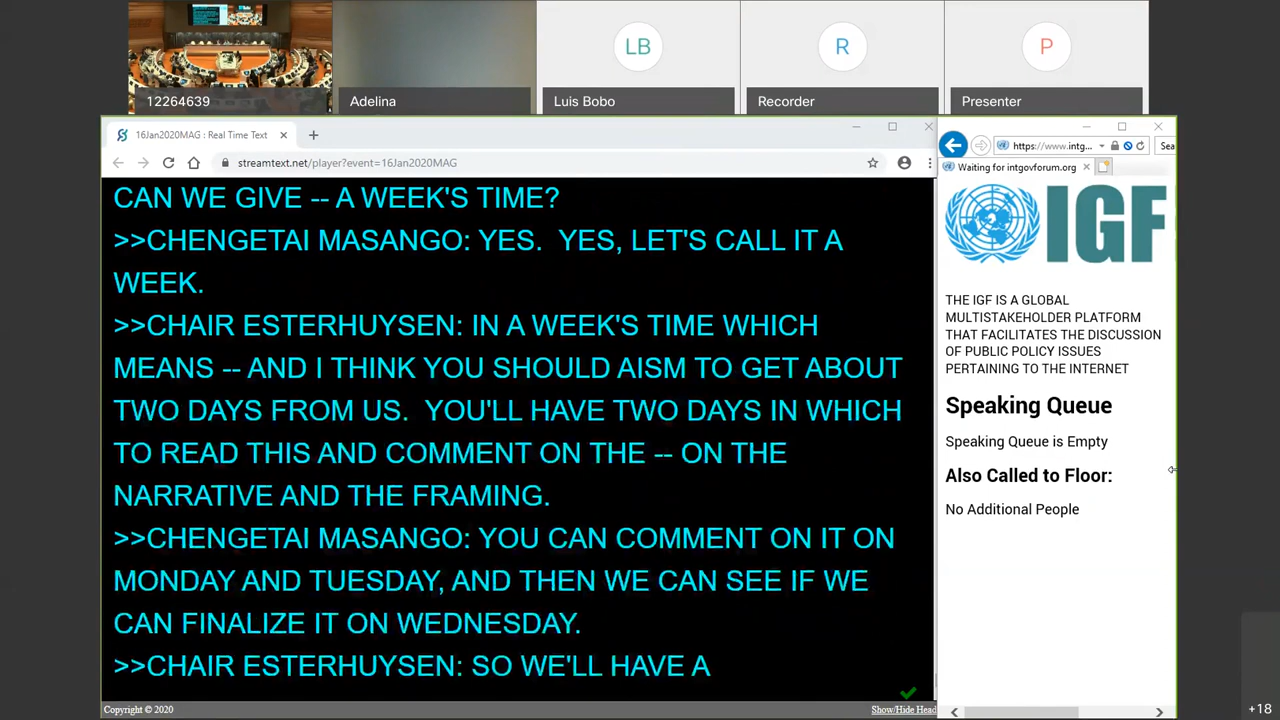 12264639
Adelina
LB
Luis Bobo
R
Recorder
P
Presenter
16Jan2020MAG : Real Time Text
streamtext.net/player?event=16Jan2020MAG
CAN WE GIVE -- A WEEK'S TIME?
>>CHENGETAI MASANGO: YES.  YES, LET'S CALL IT A
WEEK.
>>CHAIR ESTERHUYSEN: IN A WEEK'S TIME WHICH
MEANS -- AND I THINK YOU SHOULD AISM TO GET ABOUT
TWO DAYS FROM US.  YOU'LL HAVE TWO DAYS IN WHICH
TO READ THIS AND COMMENT ON THE -- ON THE
NARRATIVE AND THE FRAMING.
>>CHENGETAI MASANGO: YOU CAN COMMENT ON IT ON
MONDAY AND TUESDAY, AND THEN WE CAN SEE IF WE
CAN FINALIZE IT ON WEDNESDAY.
>>CHAIR ESTERHUYSEN: SO WE'LL HAVE A
Copyright © 2020
Show/Hide Head
https://www.intg...
Sea
Waiting for intgovforum.org
IGF
THE IGF IS A GLOBAL
MULTISTAKEHOLDER PLATFORM
THAT FACILITATES THE DISCUSSION
OF PUBLIC POLICY ISSUES
PERTAINING TO THE INTERNET
Speaking Queue
Speaking Queue is Empty
Also Called to Floor:
No Additional People
+18